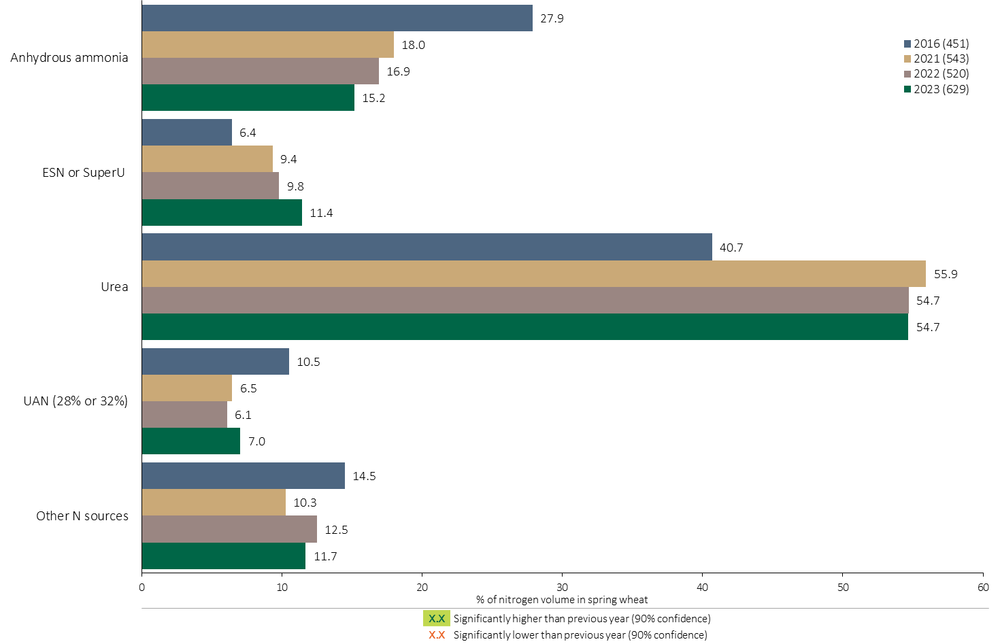 27.9
18.0
Anhydrous ammonia
16.9
15.2
2016 (451)
2021 (543)
2022 (520)
2023 (629)
6.4
9.4
ESN or SuperU
9.8
11.4
40.7
55.9
Urea
54.7
54.7
10.5
6.5
UAN (28% or 32%)
6.1
7.0
14.5
10.3
Other N sources
12.5
11.7
0 10 20 30 40 50 60
% of nitrogen volume in spring wheat
X.X Significantly higher than previous year (90% confidence)
X.X Significantly lower than previous year (90% confidence)